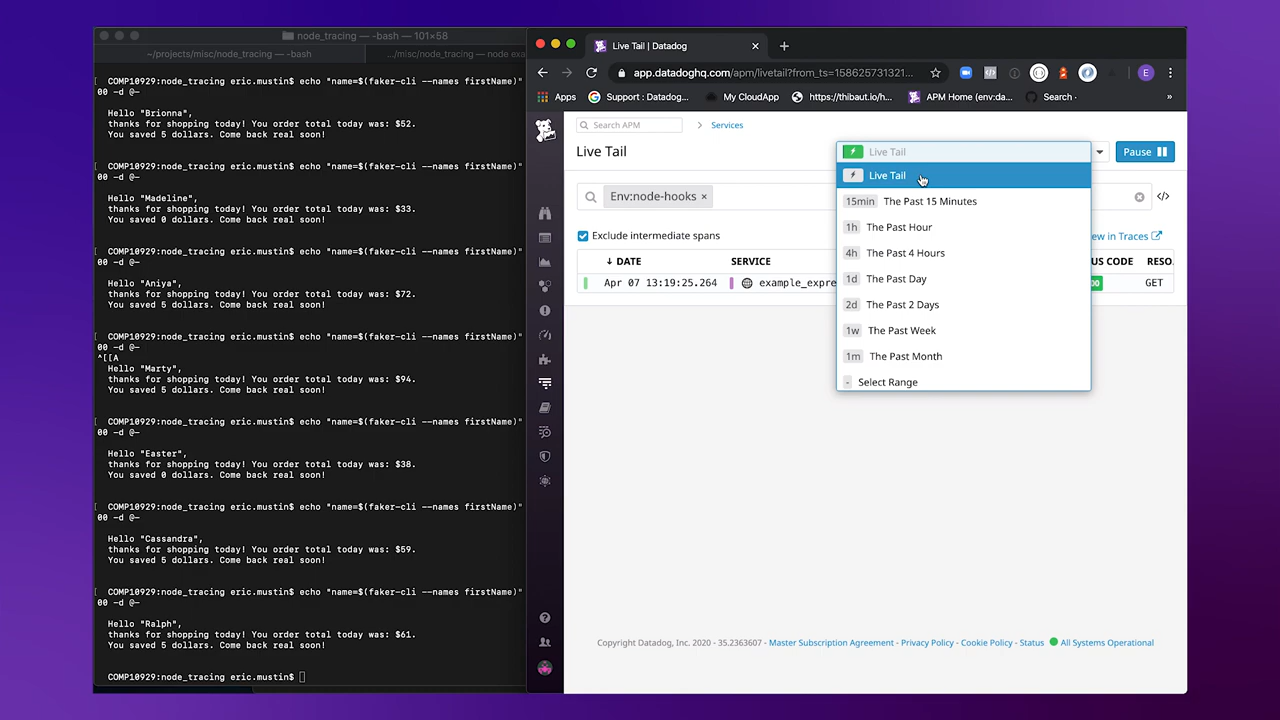 node_tracing — -bash — 101×58
~/projects/misc/node_tracing — -bash
.../misc/node_tracing — node exa
[ COMP10929:node_tracing eric.mustin$ echo "name=$(faker-cli --names firstName)"
00 -d @-
Hello "Brionna",
thanks for shopping today! You order total today was: $52.
You saved 5 dollars. Come back real soon!
[ COMP10929:node_tracing eric.mustin$ echo "name=$(faker-cli --names firstName)"
00 -d @-
Hello "Madeline",
thanks for shopping today! You order total today was: $33.
You saved 0 dollars. Come back real soon!
[ COMP10929:node_tracing eric.mustin$ echo "name=$(faker-cli --names firstName)"
00 -d @-
Hello "Aniya",
thanks for shopping today! You order total today was: $72.
You saved 5 dollars. Come back real soon!
[ COMP10929:node_tracing eric.mustin$ echo "name=$(faker-cli --names firstName)"
00 -d @-
^[[A
Hello "Marty",
thanks for shopping today! You order total today was: $94.
You saved 5 dollars. Come back real soon!
[ COMP10929:node_tracing eric.mustin$ echo "name=$(faker-cli --names firstName)"
00 -d @-
Hello "Easter",
thanks for shopping today! You order total today was: $38.
You saved 0 dollars. Come back real soon!
[ COMP10929:node_tracing eric.mustin$ echo "name=$(faker-cli --names firstName)"
00 -d @-
Hello "Cassandra",
thanks for shopping today! You order total today was: $59.
You saved 5 dollars. Come back real soon!
[ COMP10929:node_tracing eric.mustin$ echo "name=$(faker-cli --names firstName)"
00 -d @-
Hello "Ralph",
thanks for shopping today! You order total today was: $61.
You saved 5 dollars. Come back real soon!
COMP10929:node_tracing eric.mustin$
Live Tail | Datadog
app.datadoghq.com/apm/livetail?from_ts=158625731321...
E
Apps
Support : Datadog...
My CloudApp
https://thibaut.io/h...
APM Home (env:da...
Search ·
»
Search APM
Services
Live Tail
Live Tail
Pause
Live Tail
15min The Past 15 Minutes
1h The Past Hour
4h The Past 4 Hours
1d The Past Day
2d The Past 2 Days
1w The Past Week
1m The Past Month
- Select Range
Env:node-hooks ×
</>
Exclude intermediate spans
ew in Traces
↓ DATE SERVICE US CODE RESO
Apr 07 13:19:25.264 example_expre 00 GET
Copyright Datadog, Inc. 2020 - 35.2363607 - Master Subscription Agreement - Privacy Policy - Cookie Policy - Status All Systems Operational